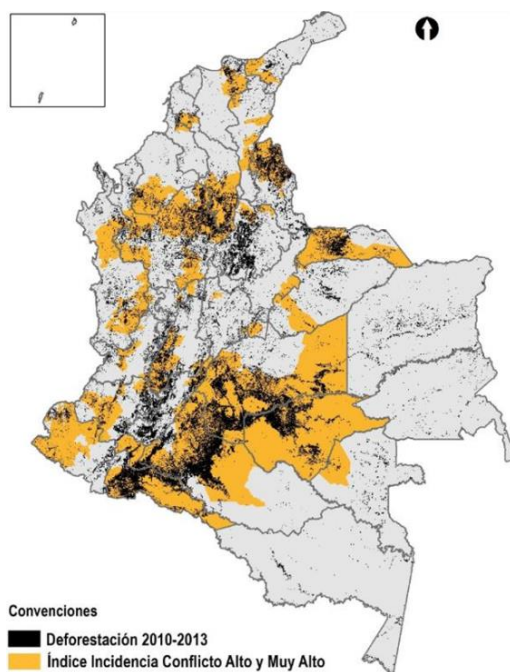 Convenciones
Deforestación 2010-2013
Índice Incidencia Conflicto Alto y Muy Alto